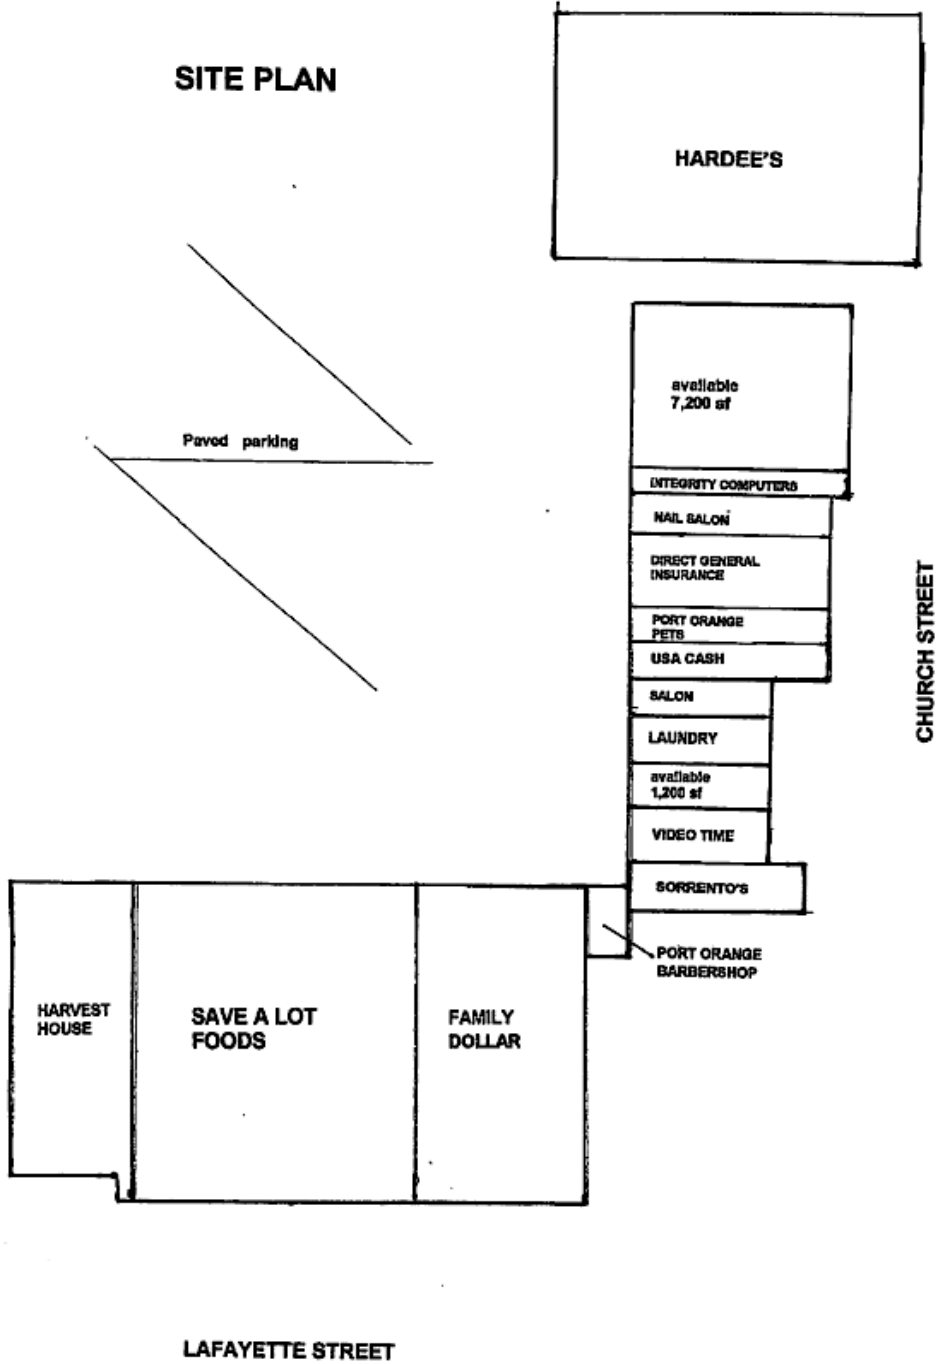 SITE PLAN
HARDEE'S
available
7,200 sf
Paved parking
INTEGRITY COMPUTERS
NAIL SALON
DIRECT GENERAL
INSURANCE
PORT ORANGE
PETS
USA CASH
SALON
LAUNDRY
available
1,200 sf
VIDEO TIME
SORRENTO'S
CHURCH STREET
PORT ORANGE
BARBERSHOP
HARVEST
HOUSE
SAVE A LOT
FOODS
FAMILY
DOLLAR
LAFAYETTE STREET